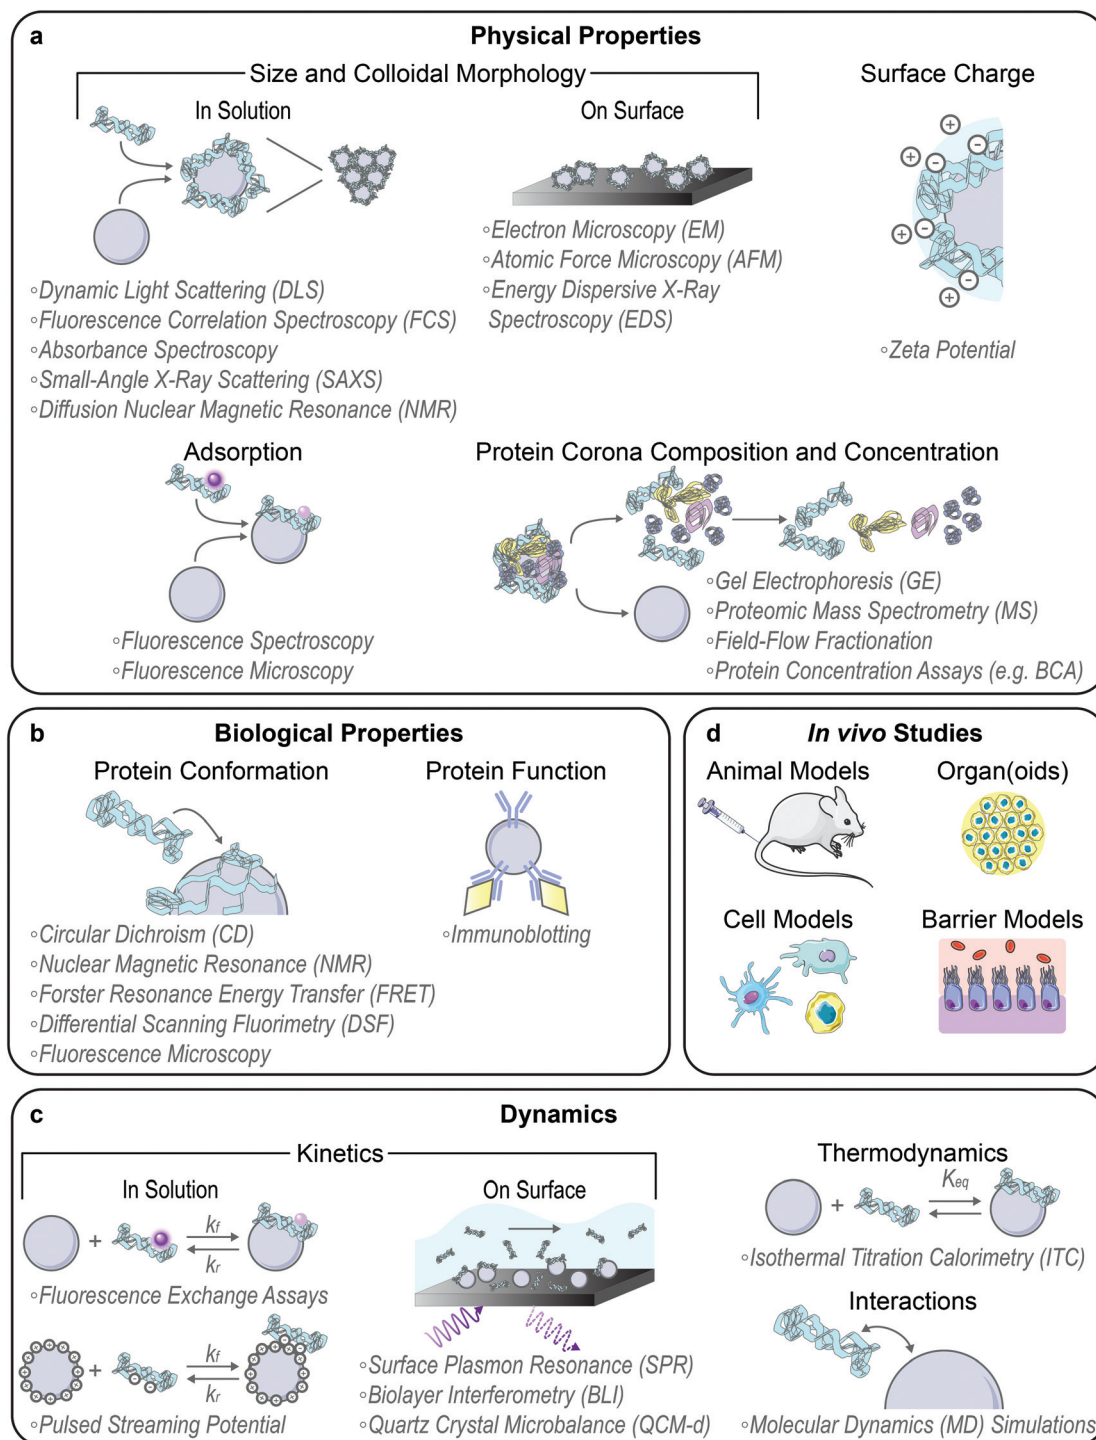 a
Physical Properties
Size and Colloidal Morphology
Surface Charge
In Solution
On Surface
◦Dynamic Light Scattering (DLS)
◦Fluorescence Correlation Spectroscopy (FCS)
◦Absorbance Spectroscopy
◦Small-Angle X-Ray Scattering (SAXS)
◦Diffusion Nuclear Magnetic Resonance (NMR)
◦Electron Microscopy (EM)
◦Atomic Force Microscopy (AFM)
◦Energy Dispersive X-Ray
Spectroscopy (EDS)
+
-
+
-
+
-
+
-
+
-
◦Zeta Potential
Adsorption
◦Fluorescence Spectroscopy
◦Fluorescence Microscopy
Protein Corona Composition and Concentration
◦Gel Electrophoresis (GE)
◦Proteomic Mass Spectrometry (MS)
◦Field-Flow Fractionation
◦Protein Concentration Assays (e.g. BCA)
b
Biological Properties
Protein Conformation
◦Circular Dichroism (CD)
◦Nuclear Magnetic Resonance (NMR)
◦Forster Resonance Energy Transfer (FRET)
◦Differential Scanning Fluorimetry (DSF)
◦Fluorescence Microscopy
Protein Function
◦Immunoblotting
d
In vivo Studies
Animal Models
Organ(oids)
Cell Models
Barrier Models
c
Dynamics
Kinetics
In Solution
+
kf
kr
◦Fluorescence Exchange Assays
+
kf
kr
◦Pulsed Streaming Potential
On Surface
◦Surface Plasmon Resonance (SPR)
◦Biolayer Interferometry (BLI)
◦Quartz Crystal Microbalance (QCM-d)
Thermodynamics
+
Keq
◦Isothermal Titration Calorimetry (ITC)
Interactions
◦Molecular Dynamics (MD) Simulations